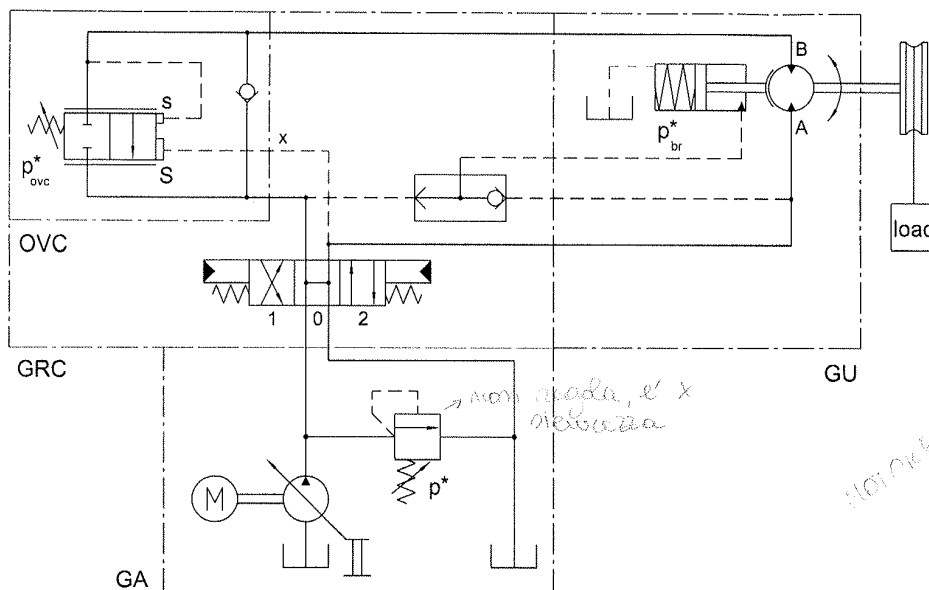 B
s
x
A
p*br
p*ovc
S
load
OVC
1 0 2
GRC
GU
non regola, e' x
sicurezza
M
p*
GA